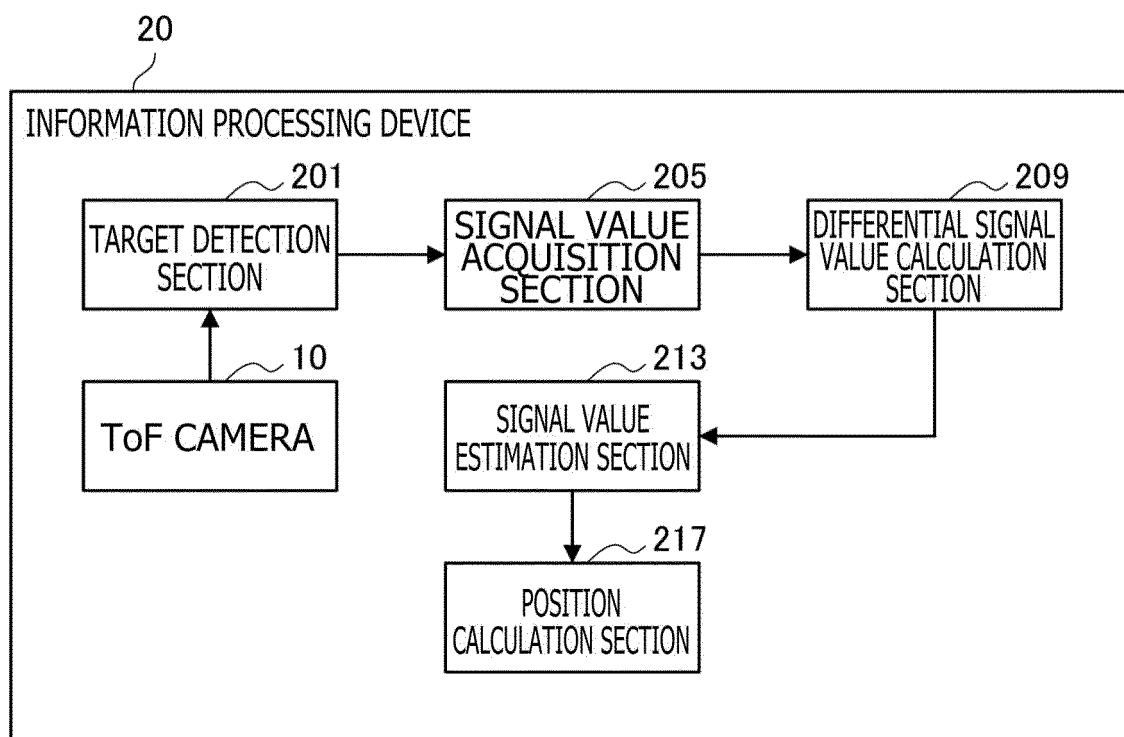 20
INFORMATION PROCESSING DEVICE
201
TARGET DETECTION
SECTION
205
SIGNAL VALUE
ACQUISITION
SECTION
209
DIFFERENTIAL SIGNAL
VALUE CALCULATION
SECTION
10
ToF CAMERA
213
SIGNAL VALUE
ESTIMATION SECTION
217
POSITION
CALCULATION SECTION